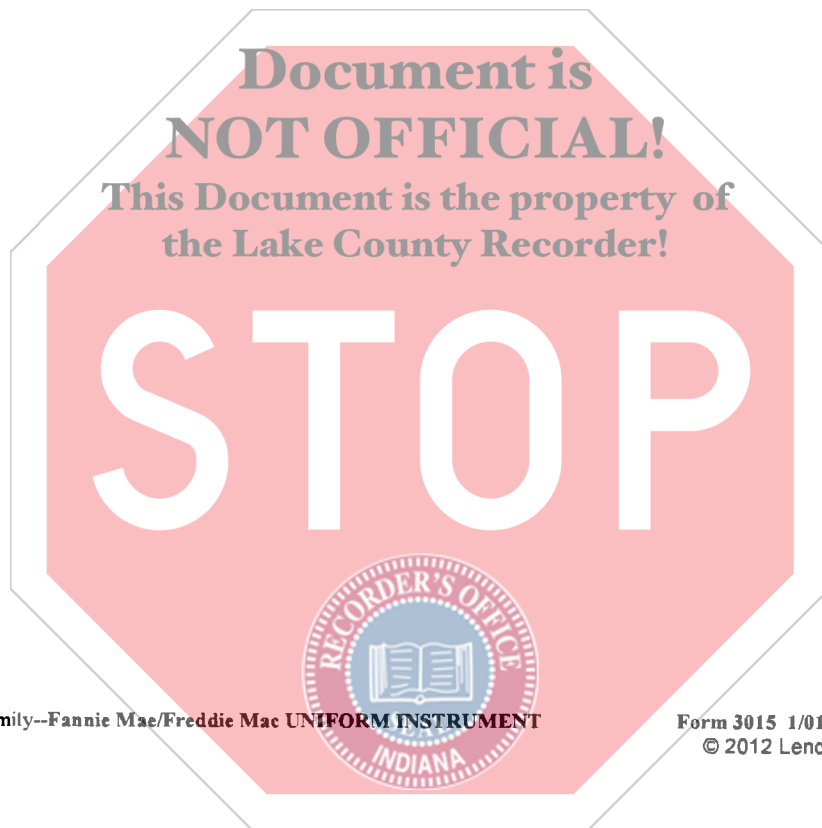 Document is
NOT OFFICIAL!
This Document is the property of
the Lake County Recorder!
STOP
RECORDER'S OFFICE
mily--Fannie Mae/Freddie Mac UNIFORM INSTRUMENT
Form 3015 1/01
© 2012 Lend
SEAL
INDIANA